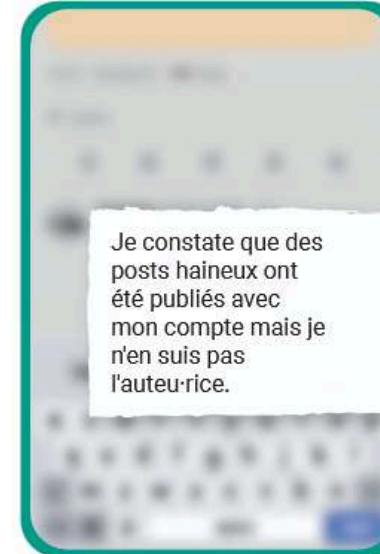 Je constate que des
posts haineux ont
été publiés avec
mon compte mais je
n'en suis pas
l'auteu·rice.